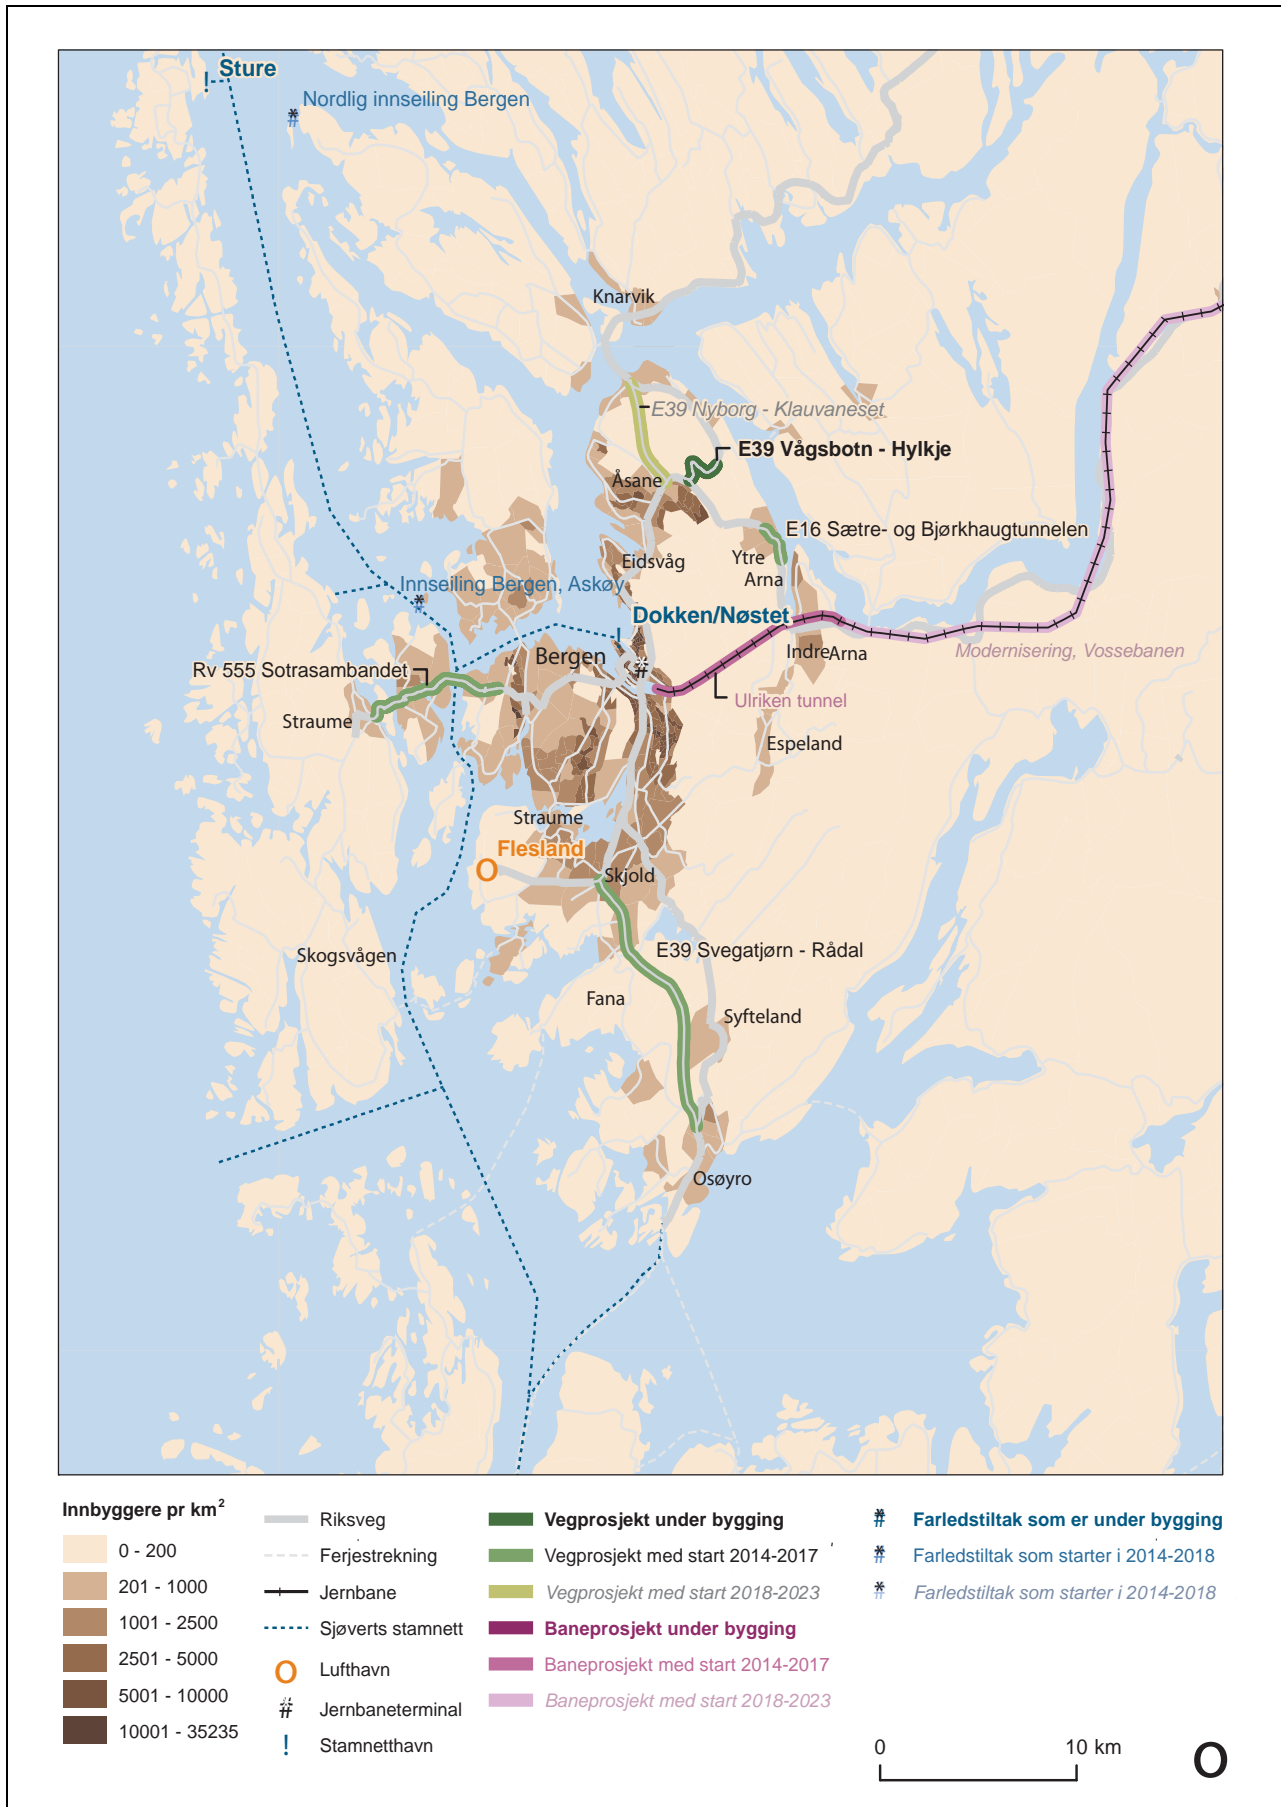 Sture
!
Nordlig innseiling Bergen
Knarvik
E39 Nyborg - Klauvaneset
E39 Vågsbotn - Hylkje
Åsane
E16 Sætre- og Bjørkhaugtunnelen
Eidsvåg
Ytre
Arna
Innseiling Bergen, Askøy
Dokken/Nøstet
!
Bergen
#
IndreArna
Modernisering, Vossebanen
Rv 555 Sotrasambandet
Ulriken tunnel
Straume
Espeland
Straume
Flesland
O
Skjold
E39 Svegatjørn - Rådal
Skogsvågen
Fana
Syfteland
Osøyro
Innbyggere pr km²
0 - 200
201 - 1000
1001 - 2500
2501 - 5000
5001 - 10000
10001 - 35235
Riksveg
Ferjestrekning
Jernbane
Sjøverts stamnett
O Lufthavn
# Jernbaneterminal
! Stamnetthavn
Vegprosjekt under bygging
Vegprosjekt med start 2014-2017
Vegprosjekt med start 2018-2023
Baneprosjekt under bygging
Baneprosjekt med start 2014-2017
Baneprosjekt med start 2018-2023
# Farledstiltak som er under bygging
# Farledstiltak som starter i 2014-2018
# Farledstiltak som starter i 2014-2018
0 10 km
O